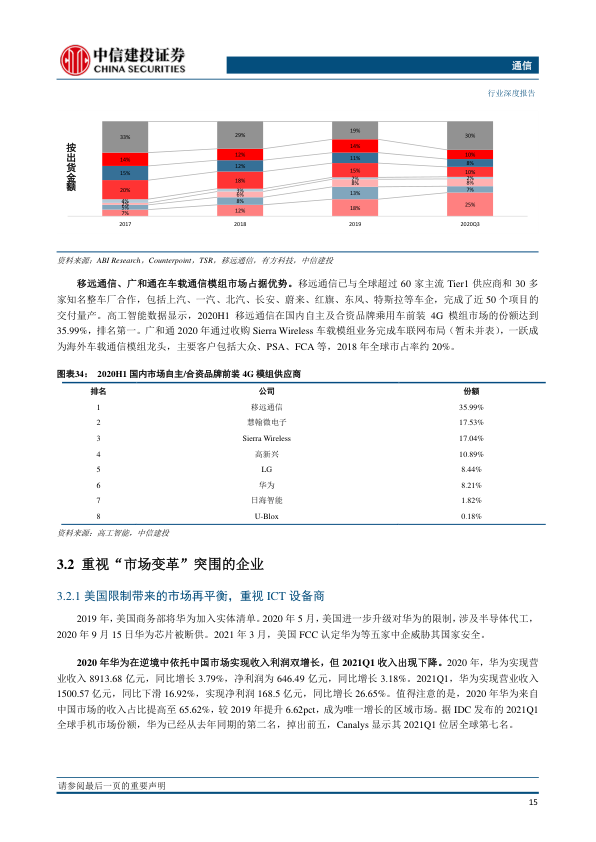 中信建投证券
CHINA SECURITIES
通信
行业深度报告
按出货金额
33% 29% 19% 30%
14% 12% 14% 10%
15% 12% 11% 8%
20% 18% 15% 10%
4% 3% 2% 2%
6% 8% 8%
5% 8% 13% 7%
7% 12% 18% 25%
2017 2018 2019 2020Q3
资料来源：ABI Research，Counterpoint，TSR，移远通信，有方科技，中信建投
移远通信、广和通在车载通信模组市场占据优势。移远通信已与全球超过 60 家主流 Tier1 供应商和 30 多
家知名整车厂合作，包括上汽、一汽、北汽、长安、蔚来、红旗、东风、特斯拉等车企，完成了近 50 个项目的
交付量产。高工智能数据显示，2020H1 移远通信在国内自主及合资品牌乘用车前装 4G 模组市场的份额达到
35.99%，排名第一。广和通 2020 年通过收购 Sierra Wireless 车载模组业务完成车联网布局（暂未并表），一跃成
为海外车载通信模组龙头，主要客户包括大众、PSA、FCA 等，2018 年全球市占率约 20%。
图表34： 2020H1 国内市场自主/合资品牌前装 4G 模组供应商
排名 公司 份额
1 移远通信 35.99%
2 慧翰微电子 17.53%
3 Sierra Wireless 17.04%
4 高新兴 10.89%
5 LG 8.44%
6 华为 8.21%
7 日海智能 1.82%
8 U-Blox 0.18%
资料来源：高工智能，中信建投
3.2 重视“市场变革”突围的企业
3.2.1 美国限制带来的市场再平衡，重视 ICT 设备商
2019 年，美国商务部将华为加入实体清单。2020 年 5 月，美国进一步升级对华为的限制，涉及半导体代工，
2020 年 9 月 15 日华为芯片被断供。2021 年 3 月，美国 FCC 认定华为等五家中企威胁其国家安全。
2020 年华为在逆境中依托中国市场实现收入利润双增长，但 2021Q1 收入出现下降。2020 年，华为实现营
业收入 8913.68 亿元，同比增长 3.79%，净利润为 646.49 亿元，同比增长 3.18%。2021Q1，华为实现营业收入
1500.57 亿元，同比下滑 16.92%，实现净利润 168.5 亿元，同比增长 26.65%。值得注意的是，2020 年华为来自
中国市场的收入占比提高至 65.62%，较 2019 年提升 6.62pct，成为唯一增长的区域市场。据 IDC 发布的 2021Q1
全球手机市场份额，华为已经从去年同期的第二名，掉出前五，Canalys 显示其 2021Q1 位居全球第七名。
请参阅最后一页的重要声明
15